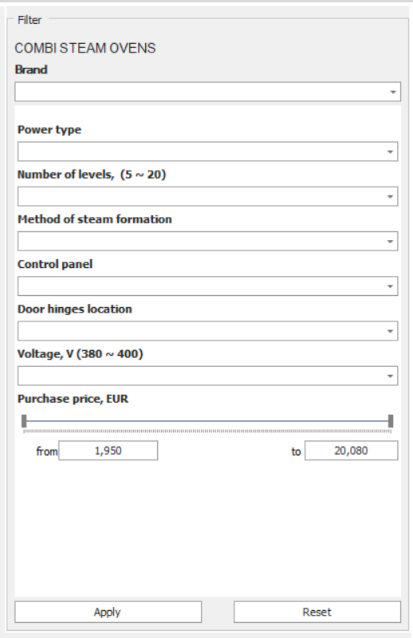 Filter
COMBI STEAM OVENS
Brand
Power type
Number of levels, (5 ~ 20)
Method of steam formation
Control panel
Door hinges location
Voltage, V (380 ~ 400)
Purchase price, EUR
from 1,950 to 20,080
Apply Reset